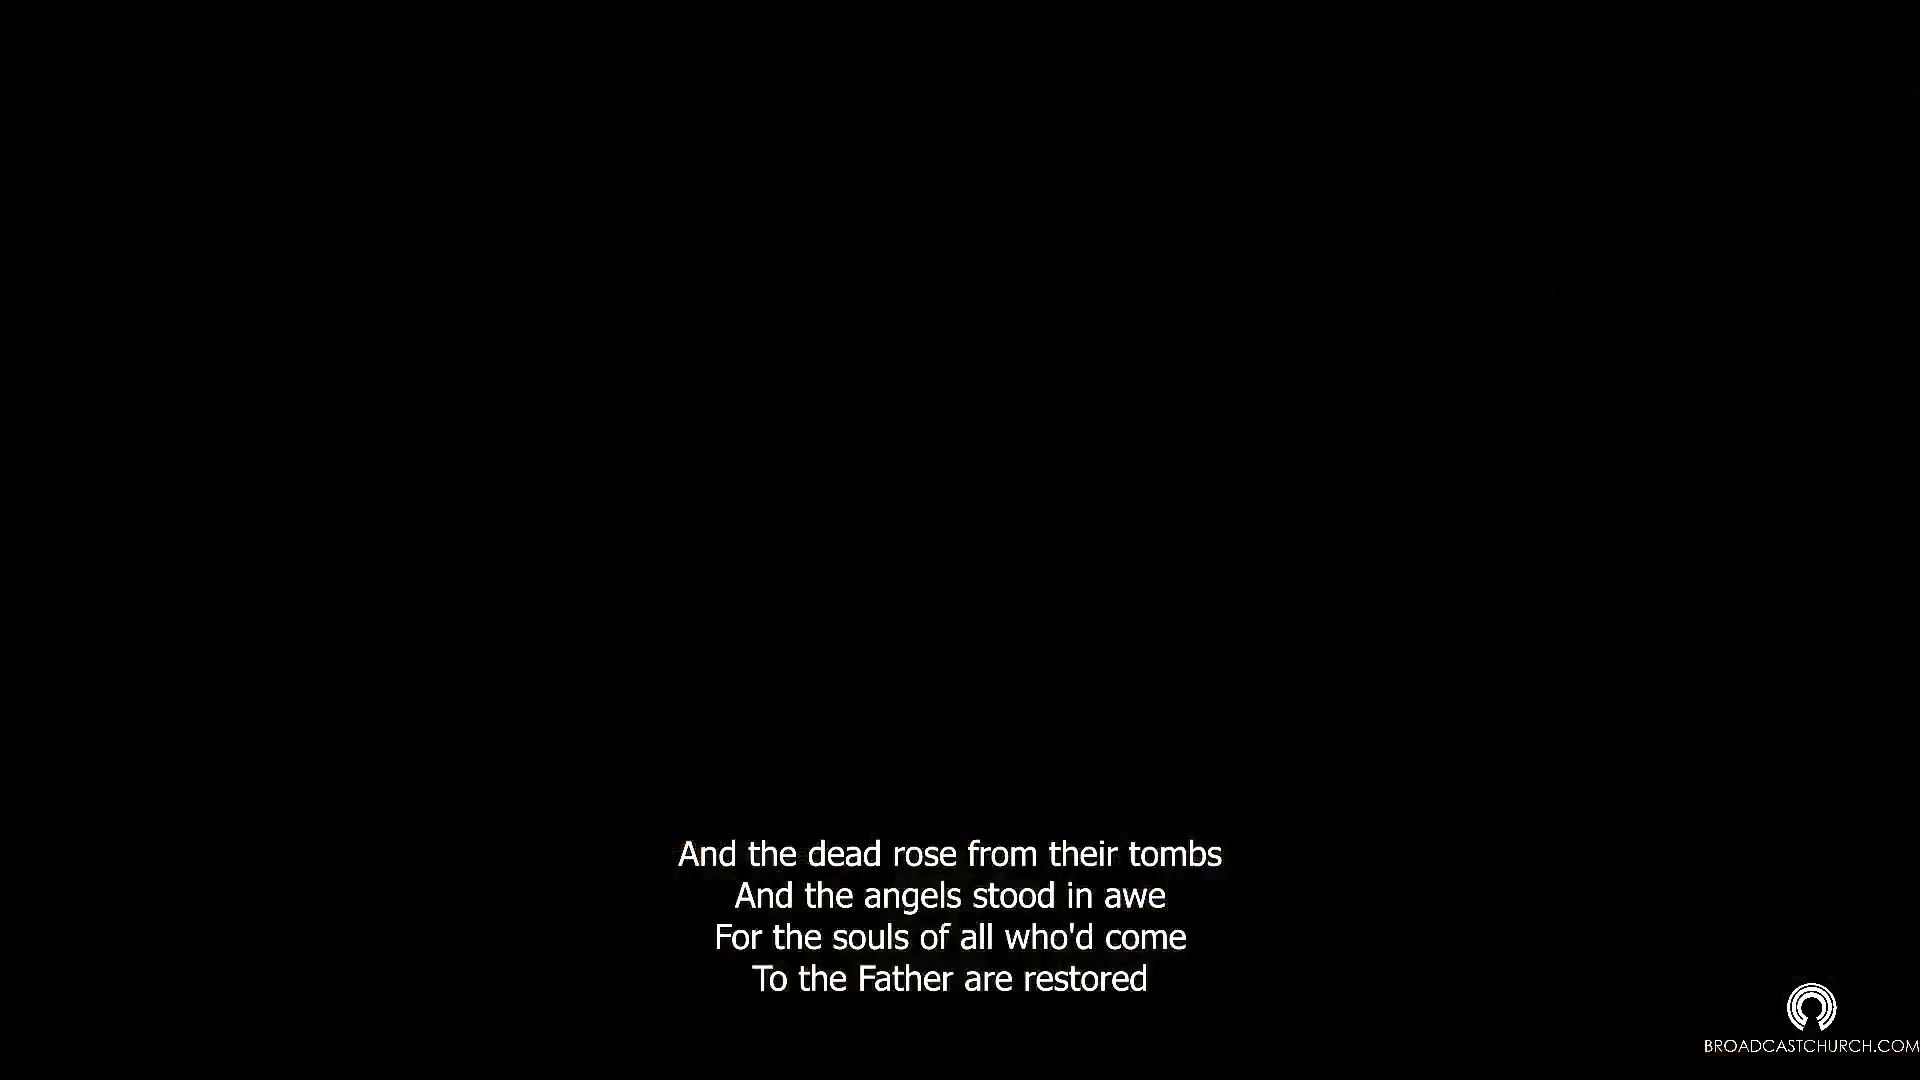 And the dead rose from their tombs
And the angels stood in awe
For the souls of all who'd come
To the Father are restored
BROADCASTCHURCH.COM